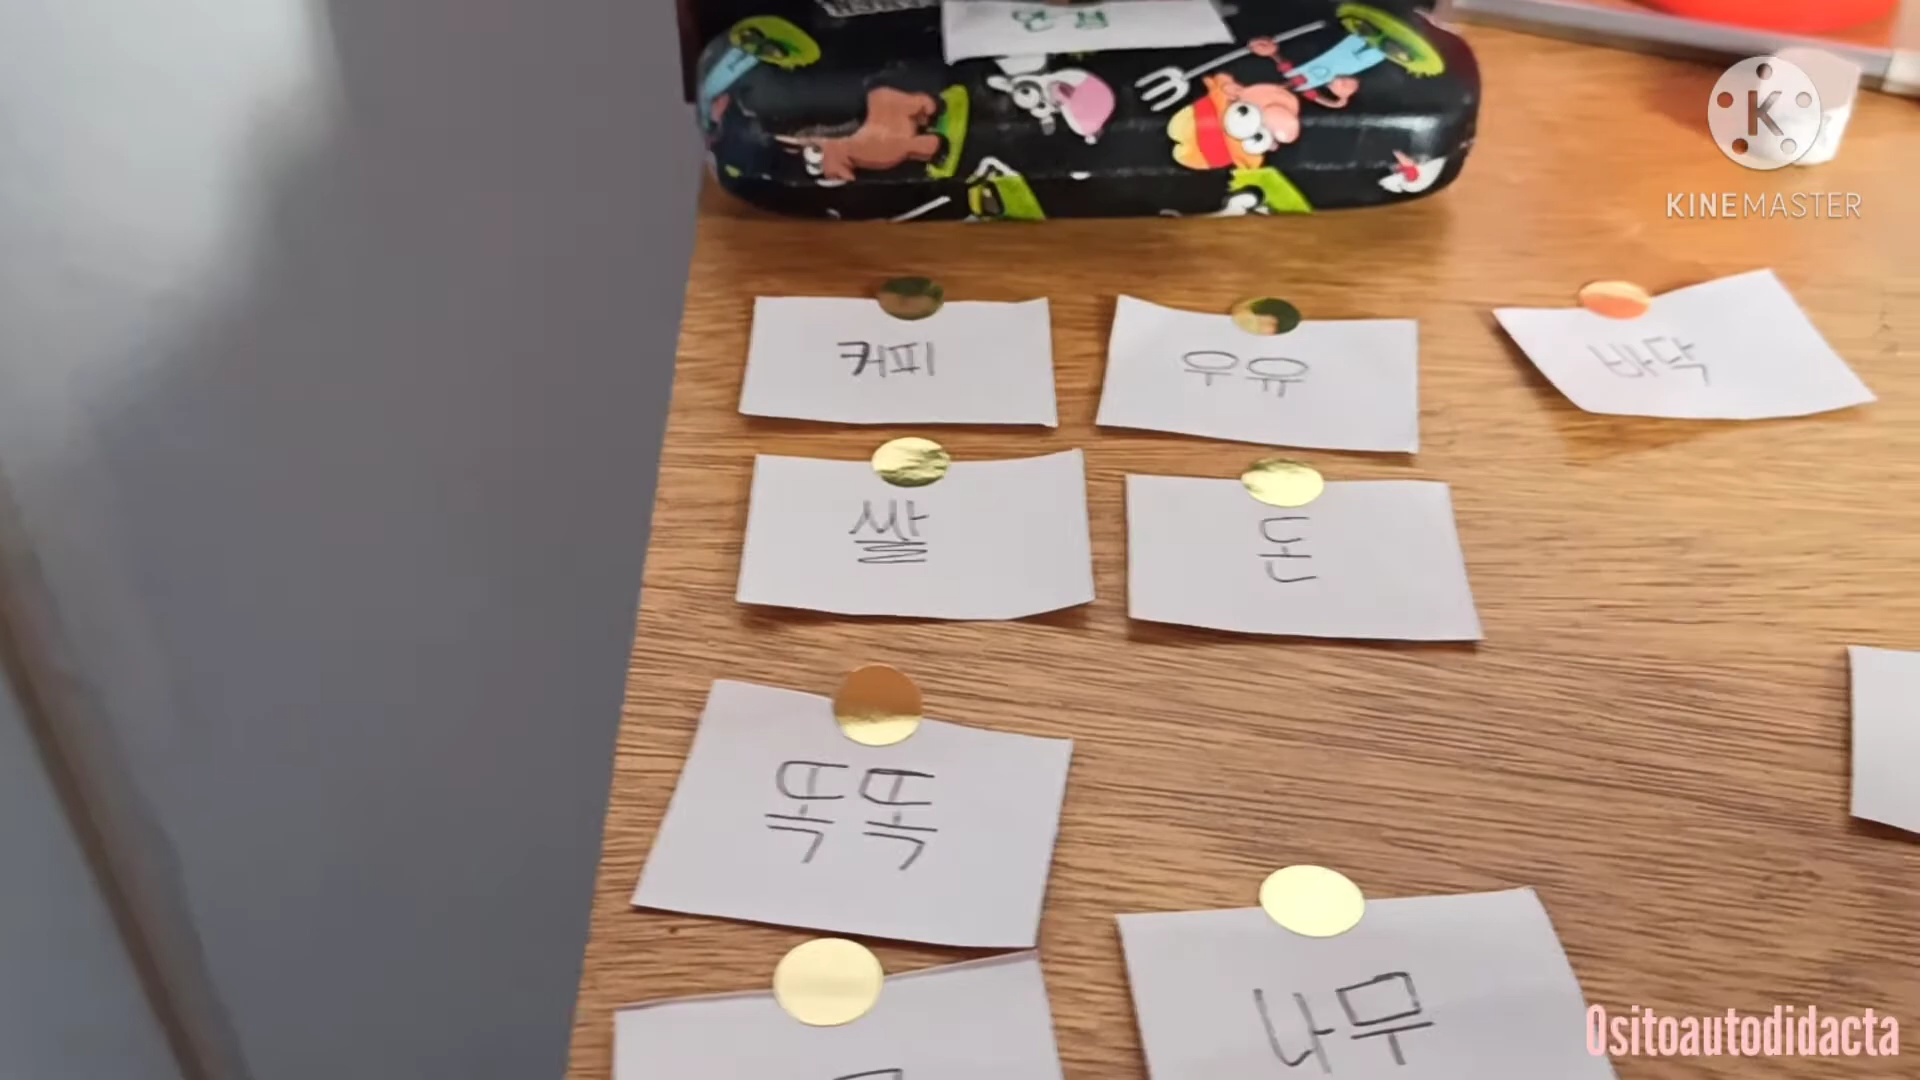 커피
우유
바닥
쌀
돈
똑똑
나무
KINEMASTER
Ositoautodidacta